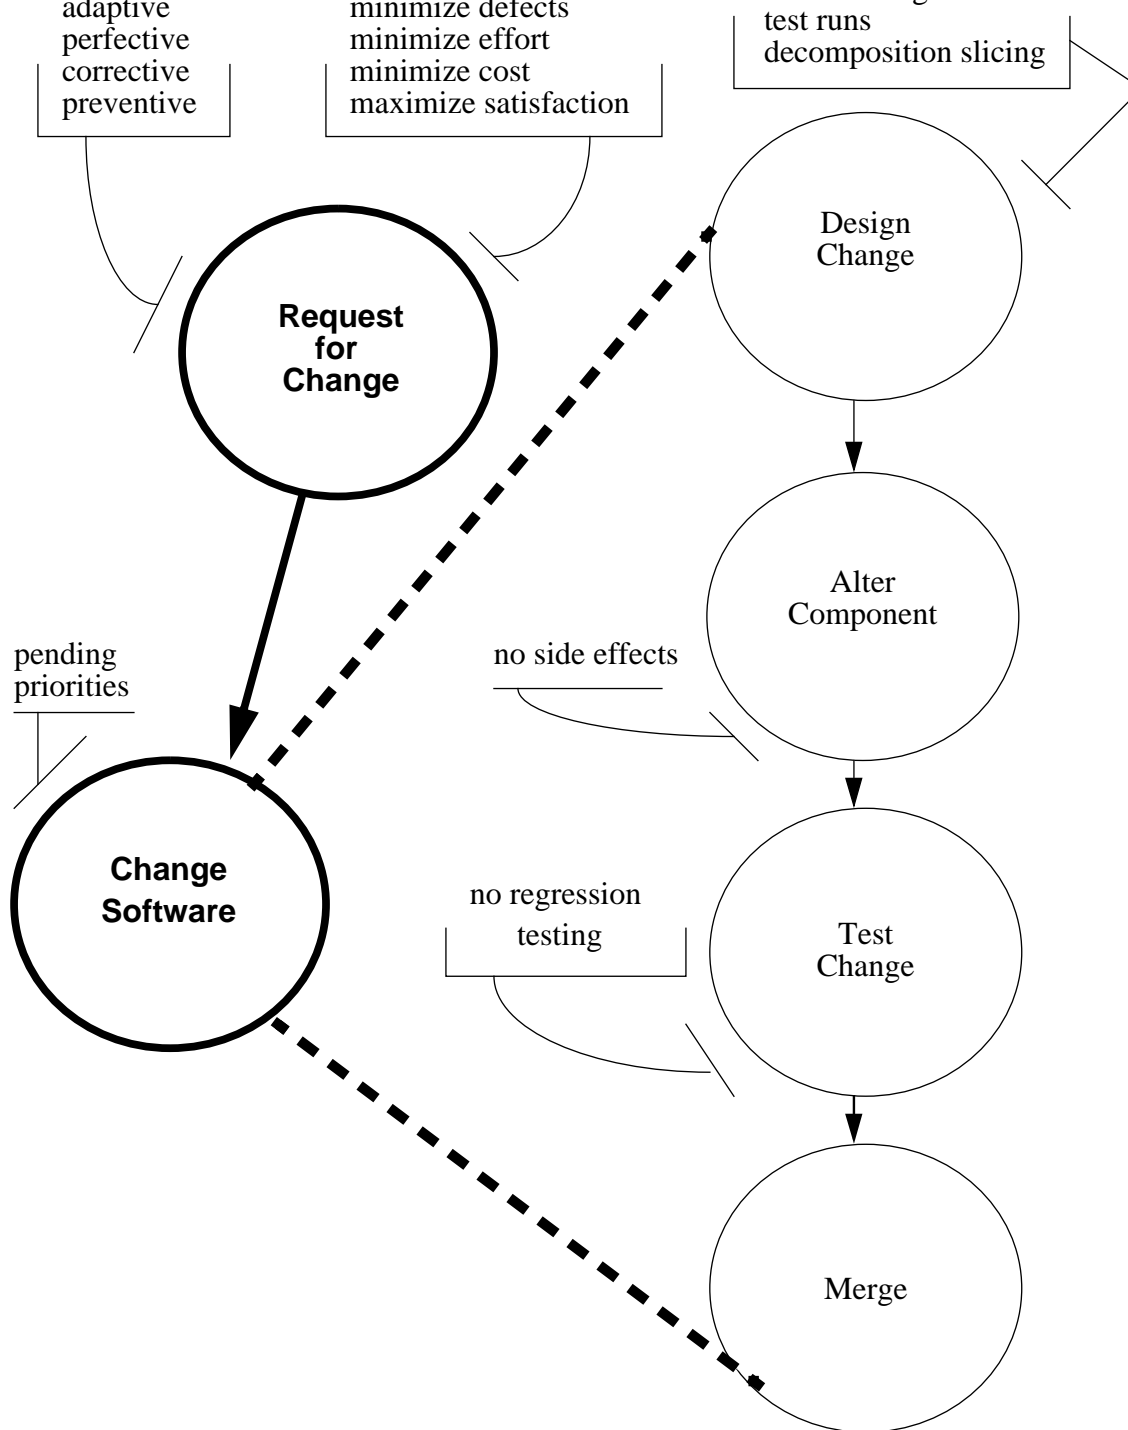 adaptive
perfective
corrective
preventive
minimize defects
minimize effort
minimize cost
maximize satisfaction
test runs
decomposition slicing
Design
Change
Request
for
Change
Alter
Component
pending
priorities
no side effects
Change
Software
no regression
testing
Test
Change
Merge